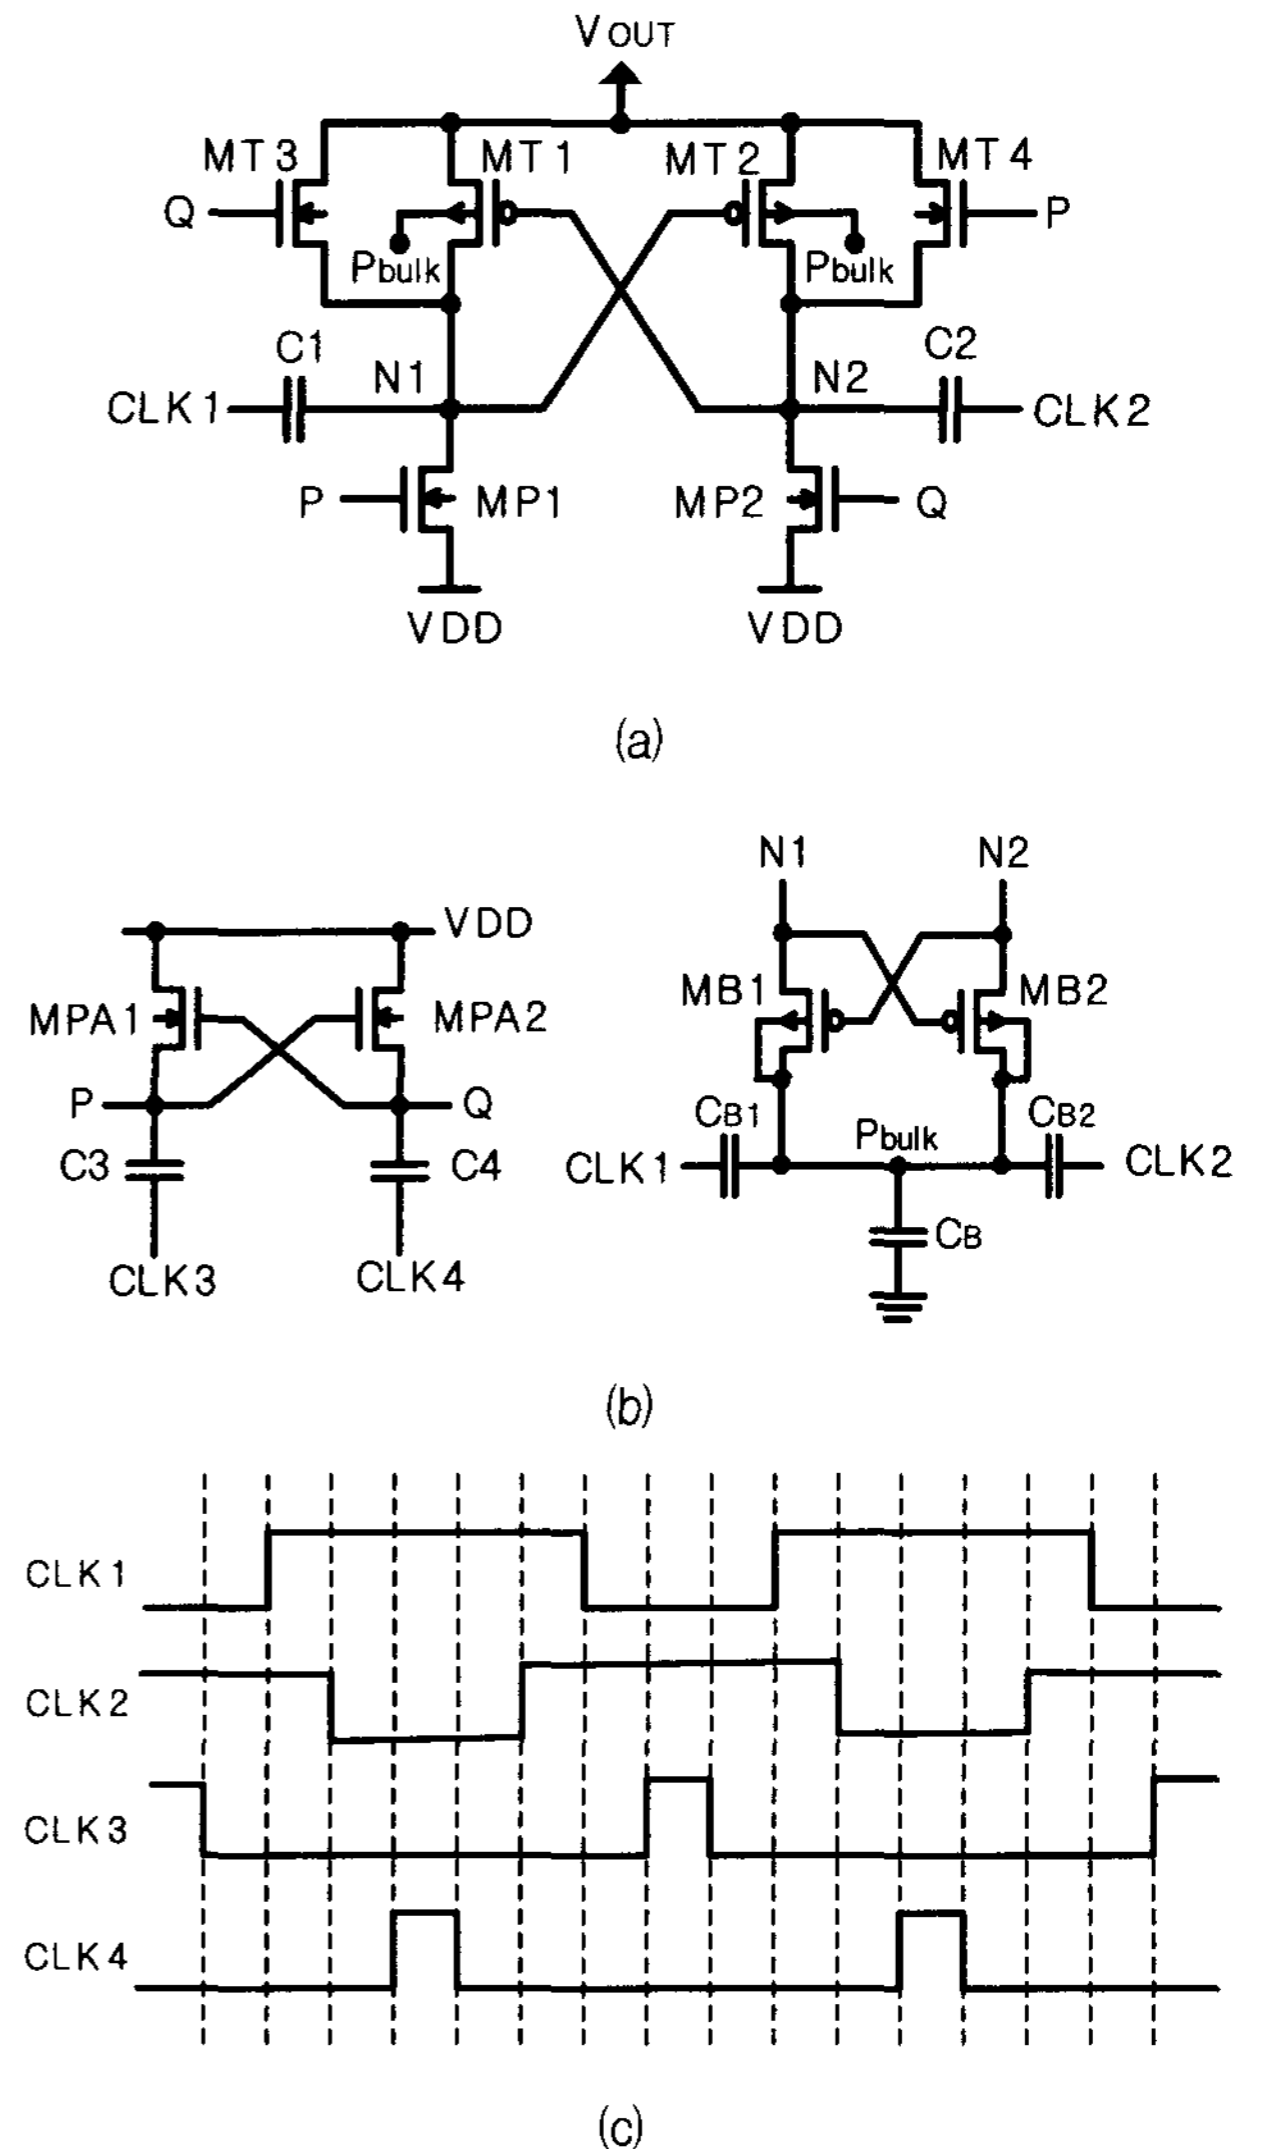 VOUT
MT3 MT1 MT2 MT4
Q P
Pbulk Pbulk
C1 C2
N1 N2
CLK1 CLK2
P MP1 MP2 Q
VDD VDD
(a)
N1 N2
VDD
MPA1 MPA2 MB1 MB2
P Q
CB1 Pbulk CB2
C3 C4 CLK1 CLK2
CB
CLK3 CLK4
(b)
CLK1
CLK2
CLK3
CLK4
(c)